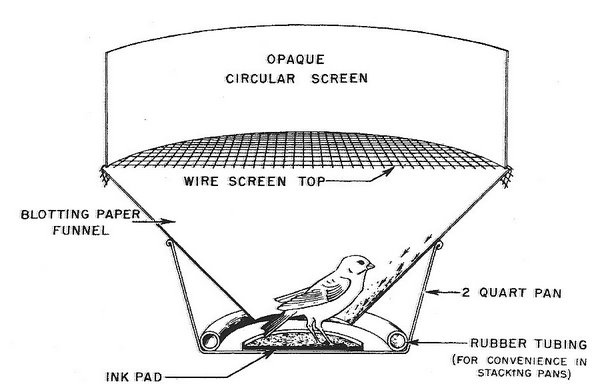 OPAQUE
CIRCULAR SCREEN
WIRE SCREEN TOP
BLOTTING PAPER
FUNNEL
2 QUART PAN
RUBBER TUBING
(FOR CONVENIENCE IN
STACKING PANS)
INK PAD